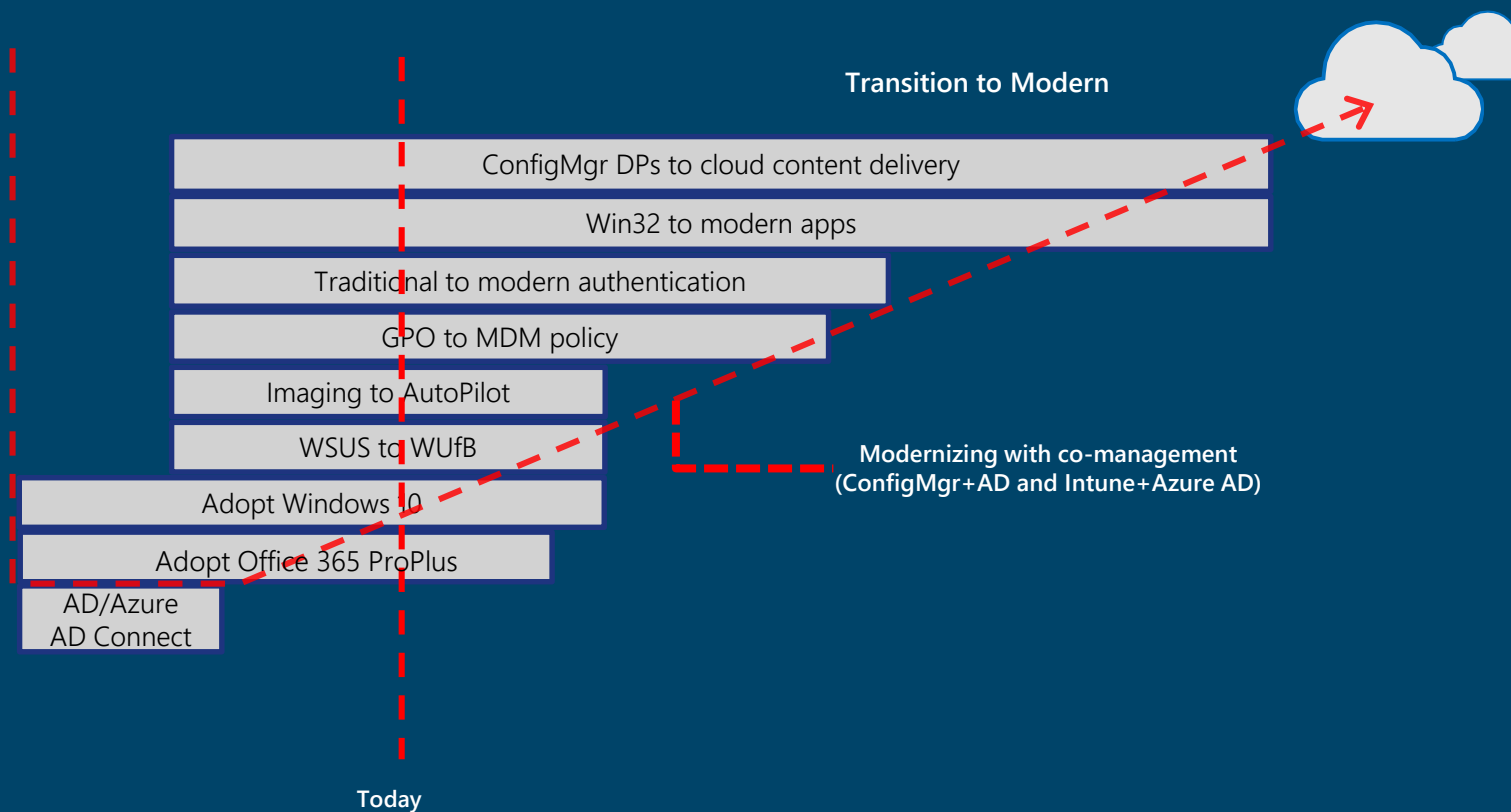 Transition to Modern
ConfigMgr DPs to cloud content delivery
Win32 to modern apps
Traditional to modern authentication
GPO to MDM policy
Imaging to AutoPilot
WSUS to WUfB
Modernizing with co-management
(ConfigMgr+AD and Intune+Azure AD)
Adopt Windows 10
Adopt Office 365 ProPlus
AD/Azure
AD Connect
Today